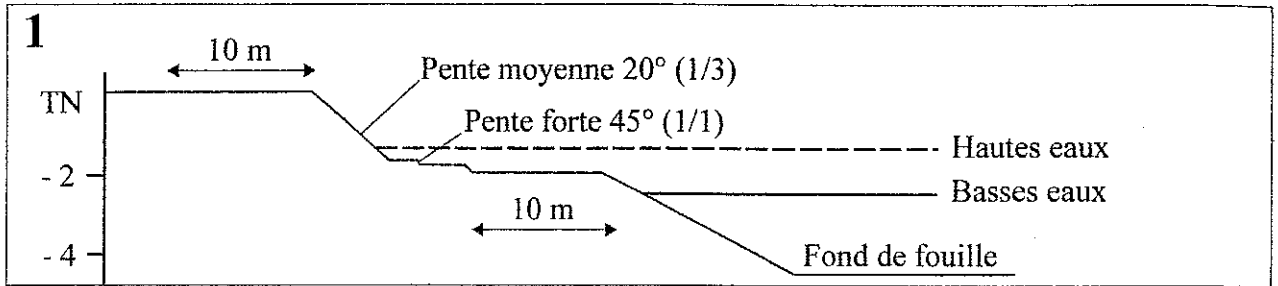 1
10 m
Pente moyenne 20° (1/3)
TN
Pente forte 45° (1/1)
Hautes eaux
- 2
Basses eaux
10 m
- 4
Fond de fouille